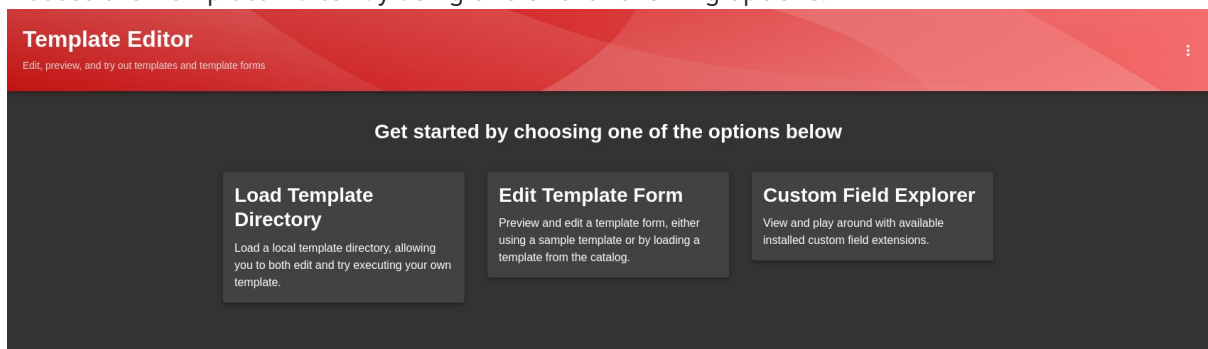 Template Editor
Edit, preview, and try out templates and template forms
Get started by choosing one of the options below
Load Template
Directory
Load a local template directory, allowing
you to both edit and try executing your own
template.
Edit Template Form
Preview and edit a template form, either
using a sample template or by loading a
template from the catalog.
Custom Field Explorer
View and play around with available
installed custom field extensions.